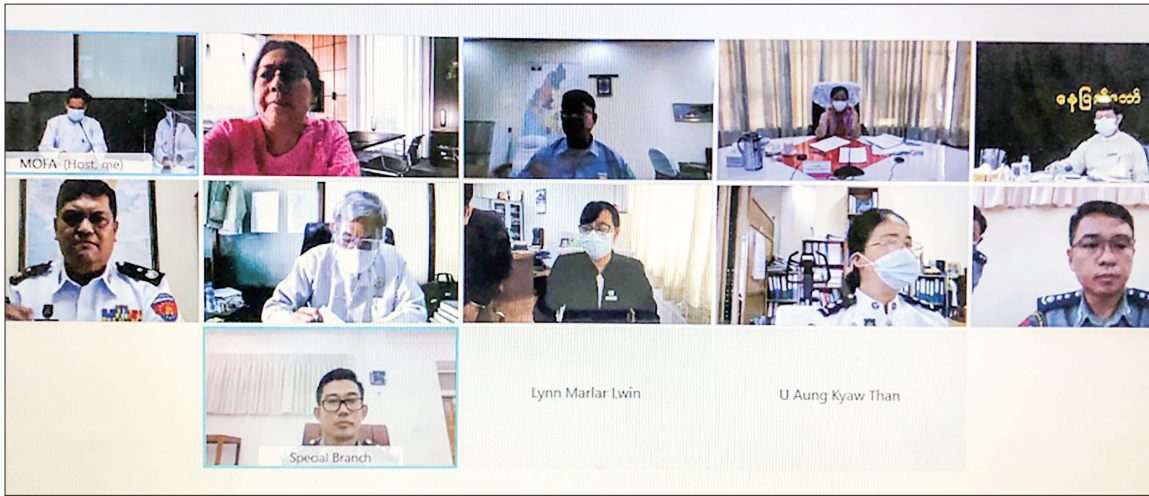 နေပြည်တော်
MOFA (Host, me)
Lynn Marlar Lwin
U Aung Kyaw Than
Special Branch